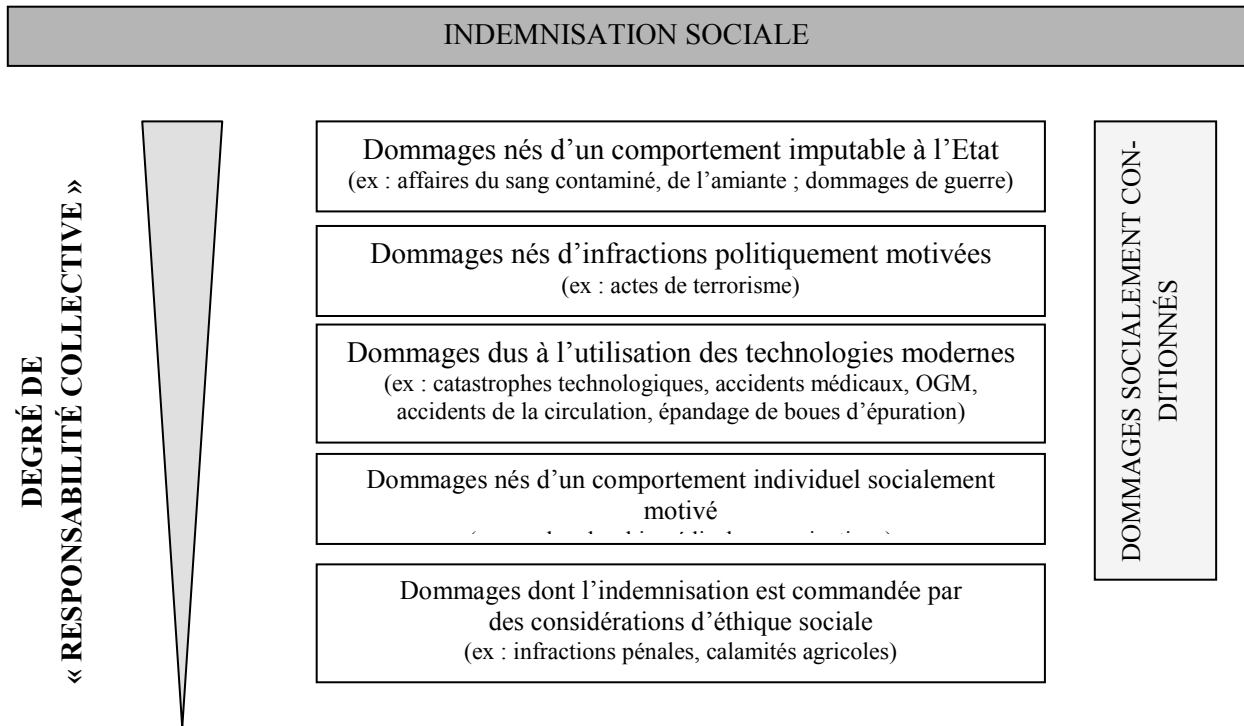 INDEMNISATION SOCIALE
DEGRÉ DE
« RESPONSABILITÉ COLLECTIVE »
Dommages nés d’un comportement imputable à l’Etat
(ex : affaires du sang contaminé, de l’amiante ; dommages de guerre)
Dommages nés d’infractions politiquement motivées
(ex : actes de terrorisme)
Dommages dus à l’utilisation des technologies modernes
(ex : catastrophes technologiques, accidents médicaux, OGM,
accidents de la circulation, épandage de boues d’épuration)
Dommages nés d’un comportement individuel socialement
motivé
Dommages dont l’indemnisation est commandée par
des considérations d’éthique sociale
(ex : infractions pénales, calamités agricoles)
DOMMAGES SOCIALEMENT CON-
DITIONNÉS